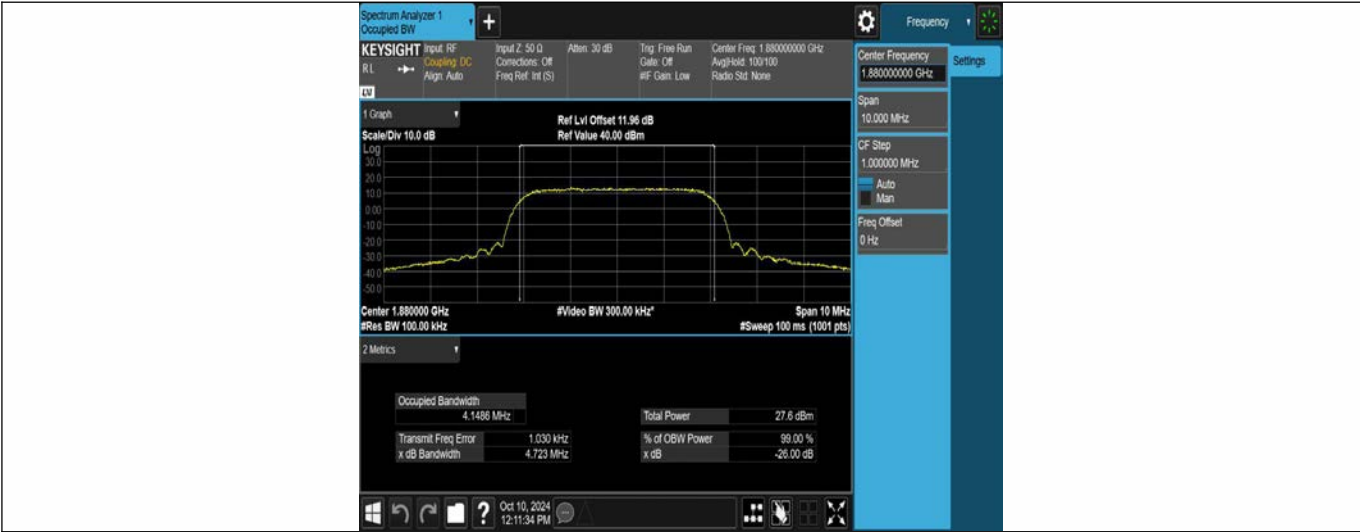 Spectrum Analyzer 1
Occupied BW
+
Frequency
KEYSIGHT Input: RF Input Z: 50 Ω Atten: 30 dB Trig: Free Run Center Freq: 1.880000000 GHz
RL Coupling: DC Corrections: Off Gate: Off Avg|Hold: 100/100
Align: Auto Freq Ref: Int (S) #IF Gain: Low Radio Std: None
LXI
1 Graph
Ref Lvl Offset 11.96 dB
Scale/Div 10.0 dB Ref Value 40.00 dBm
Log
30.0
20.0
10.0
0.00
-10.0
-20.0
-30.0
-40.0
-50.0
Center 1.880000 GHz #Video BW 300.00 kHz* Span 10 MHz
#Res BW 100.00 kHz #Sweep 100 ms (1001 pts)
2 Metrics
Occupied Bandwidth
4.1486 MHz
Total Power 27.6 dBm
Transmit Freq Error 1.030 kHz % of OBW Power 99.00 %
x dB Bandwidth 4.723 MHz x dB -26.00 dB
?
Oct 10, 2024
12:11:34 PM
Center Frequency
1.880000000 GHz
Settings
Span
10.000 MHz
CF Step
1.000000 MHz
Auto
Man
Freq Offset
0 Hz